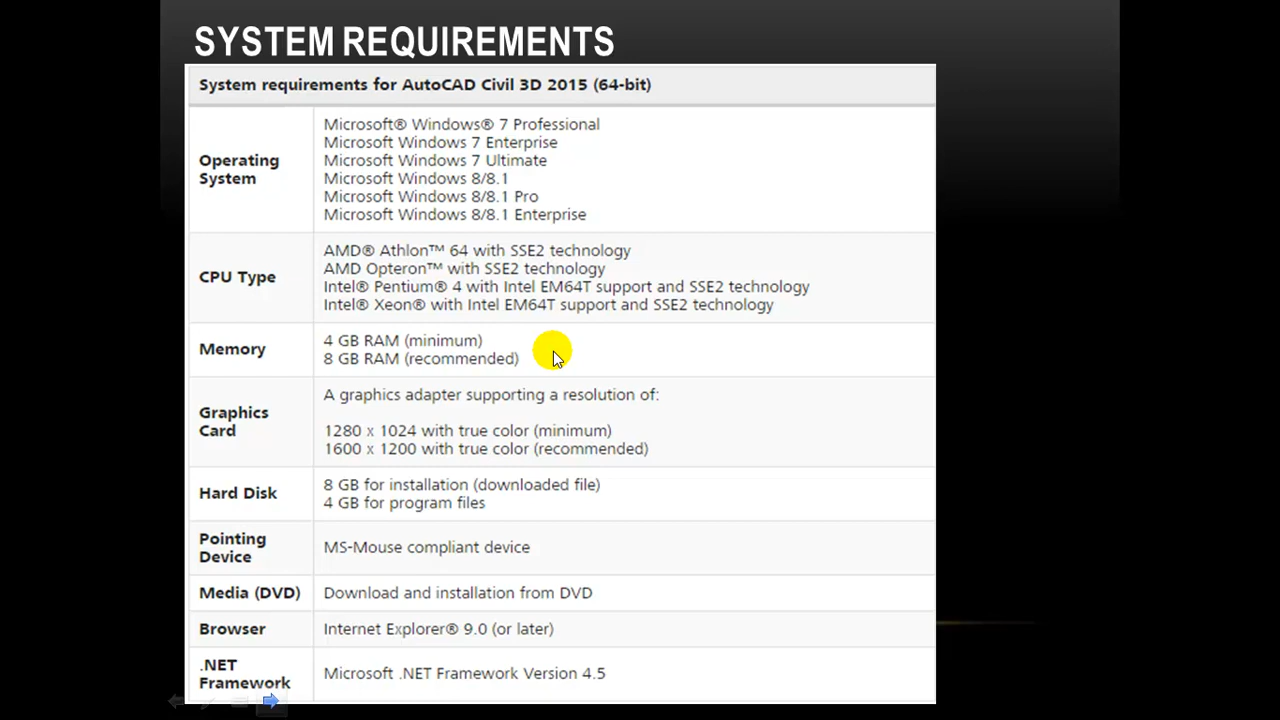 SYSTEM REQUIREMENTS
System requirements for AutoCAD Civil 3D 2015 (64-bit)
Operating System
Microsoft® Windows® 7 Professional
Microsoft Windows 7 Enterprise
Microsoft Windows 7 Ultimate
Microsoft Windows 8/8.1
Microsoft Windows 8/8.1 Pro
Microsoft Windows 8/8.1 Enterprise
CPU Type
AMD® Athlon™ 64 with SSE2 technology
AMD Opteron™ with SSE2 technology
Intel® Pentium® 4 with Intel EM64T support and SSE2 technology
Intel® Xeon® with Intel EM64T support and SSE2 technology
Memory
4 GB RAM (minimum)
8 GB RAM (recommended)
Graphics
Card
A graphics adapter supporting a resolution of:
1280 x 1024 with true color (minimum)
1600 x 1200 with true color (recommended)
Hard Disk
8 GB for installation (downloaded file)
4 GB for program files
Pointing
Device
MS-Mouse compliant device
Media (DVD)
Download and installation from DVD
Browser
Internet Explorer® 9.0 (or later)
.NET
Framework
Microsoft .NET Framework Version 4.5